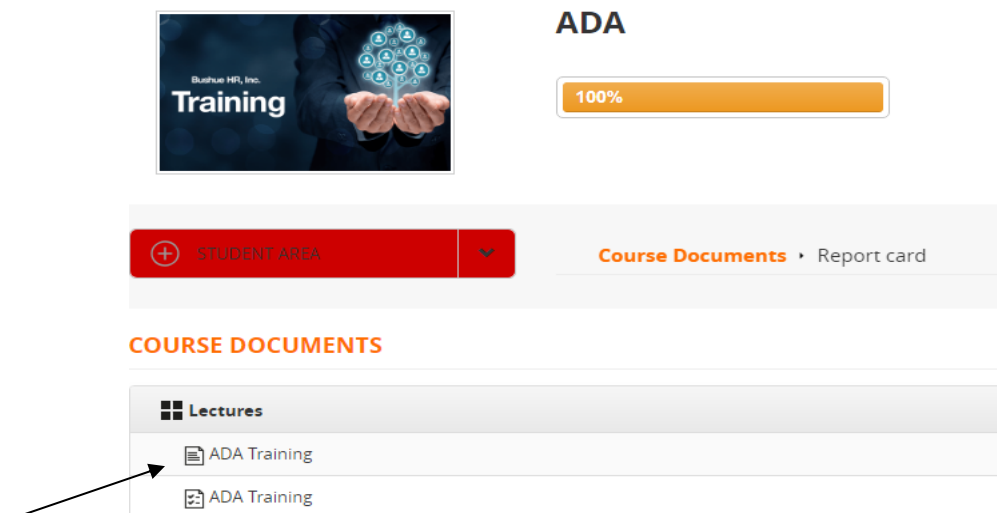 ADA
Bushue HR, Inc.
Training
100%
STUDENT AREA
Course Documents ‣ Report card
COURSE DOCUMENTS
Lectures
ADA Training
ADA Training